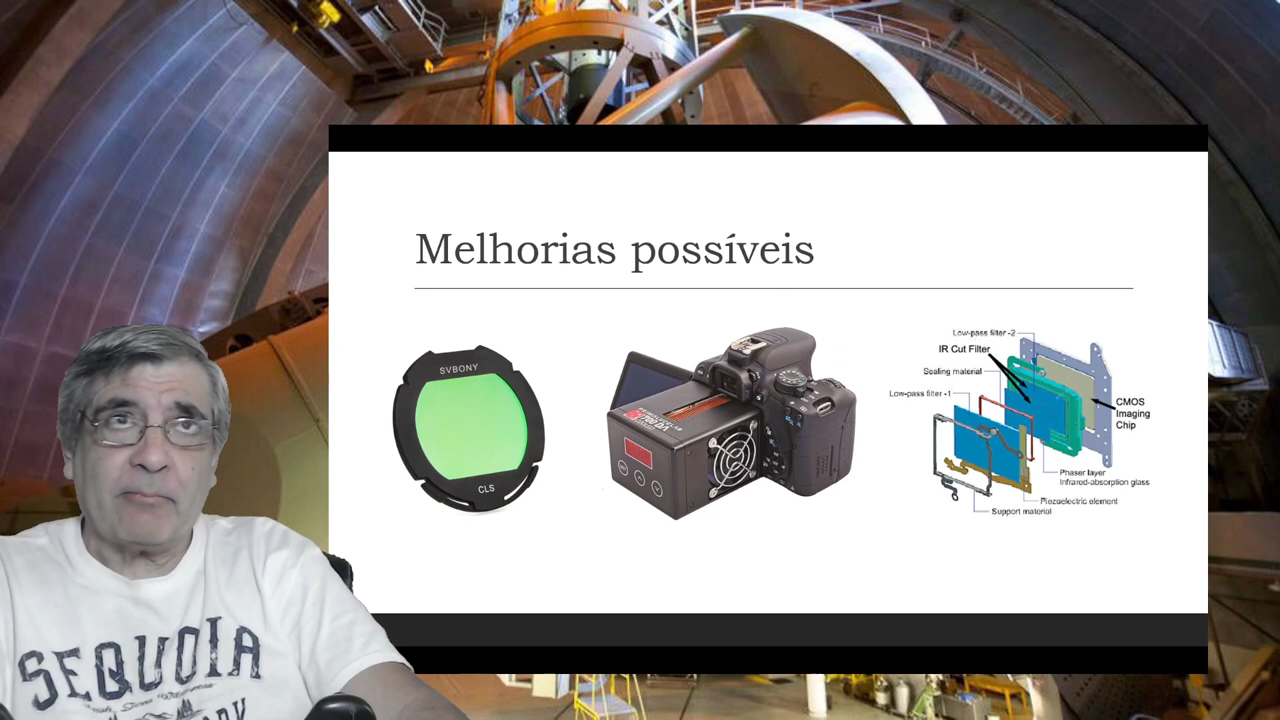 Melhorias possíveis
SVBONY
CLS
Low-pass filter -2
IR Cut Filter
Sealing material
Low-pass filter -1
CMOS
Imaging
Chip
Phaser layer
Infrared-absorption glass
Piezoelectric element
Support material
SEQUOIA